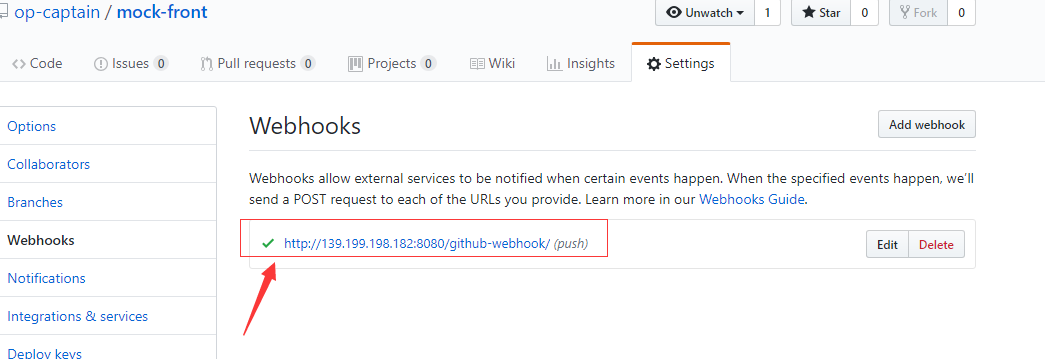 op-captain / mock-front
Unwatch 1 Star 0 Fork 0
Code Issues 0 Pull requests 0 Projects 0 Wiki Insights Settings
Options
Collaborators
Branches
Webhooks
Notifications
Integrations & services
Deploy keys
Webhooks
Add webhook
Webhooks allow external services to be notified when certain events happen. When the specified events happen, we'll
send a POST request to each of the URLs you provide. Learn more in our Webhooks Guide.
http://139.199.198.182:8080/github-webhook/ (push)
Edit Delete